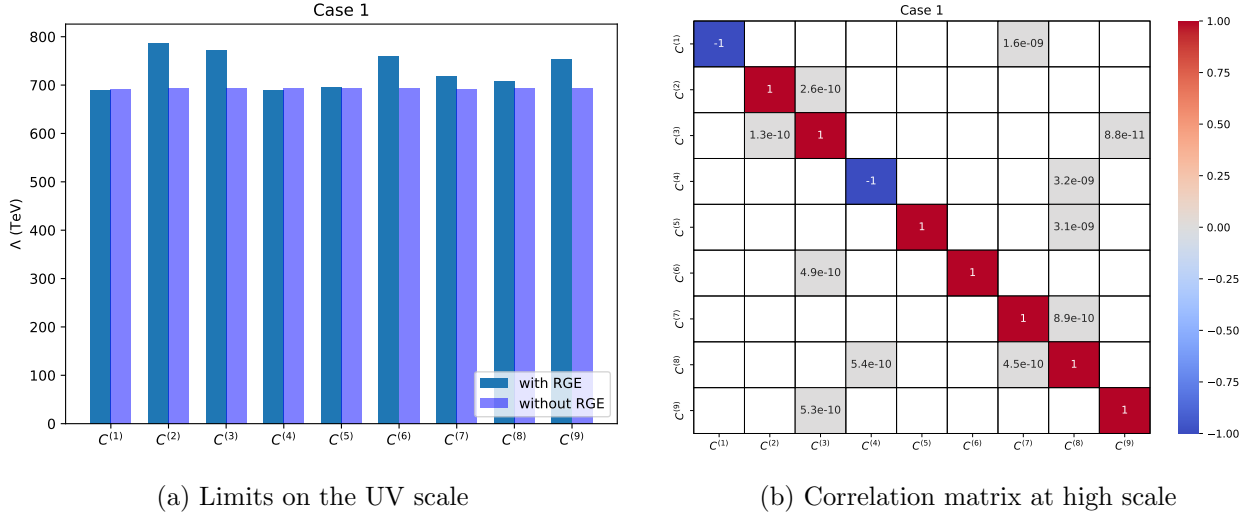 Case 1
Λ (TeV)
800
700
600
500
400
300
200
100
0
with RGE
without RGE
C^(1) C^(2) C^(3) C^(4) C^(5) C^(6) C^(7) C^(8) C^(9)
(a) Limits on the UV scale
Case 1
C^(1) -1 1.6e-09
C^(2) 1 2.6e-10
C^(3) 1.3e-10 1 8.8e-11
C^(4) -1 3.2e-09
C^(5) 1 3.1e-09
C^(6) 4.9e-10 1
C^(7) 1 8.9e-10
C^(8) 5.4e-10 4.5e-10 1
C^(9) 5.3e-10 1
C^(1) C^(2) C^(3) C^(4) C^(5) C^(6) C^(7) C^(8) C^(9)
1.00
0.75
0.50
0.25
0.00
−0.25
−0.50
−0.75
−1.00
(b) Correlation matrix at high scale